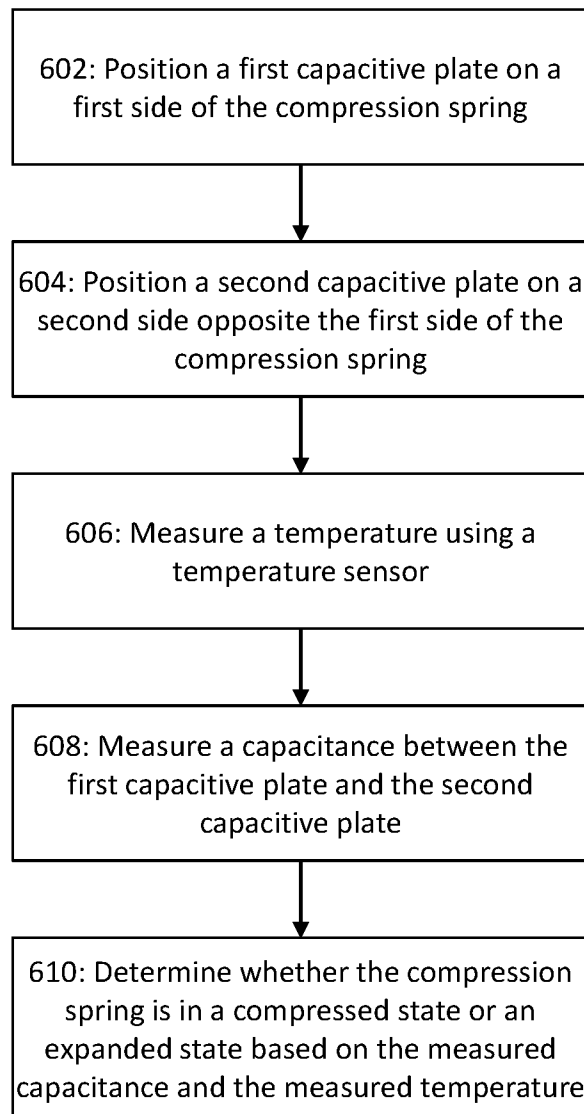 602: Position a first capacitive plate on a
first side of the compression spring
604: Position a second capacitive plate on a
second side opposite the first side of the
compression spring
606: Measure a temperature using a
temperature sensor
608: Measure a capacitance between the
first capacitive plate and the second
capacitive plate
610: Determine whether the compression
spring is in a compressed state or an
expanded state based on the measured
capacitance and the measured temperature